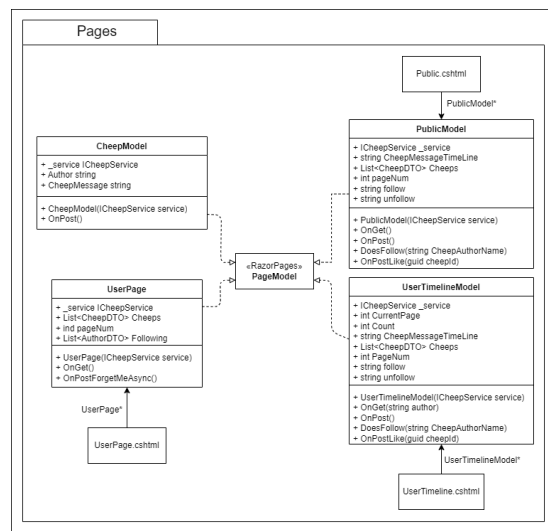 Pages
Public.cshtml
PublicModel*
CheepModel
+ _service ICheepService
+ Author string
+ CheepMessage string
+ CheepModel(ICheepService service)
+ OnPost()
PublicModel
+ ICheepService _service
+ string CheepMessageTimeLine
+ List<CheepDTO> Cheeps
+ int pageNum
+ string follow
+ string unfollow
+ PublicModel(ICheepService service)
+ OnGet()
+ OnPost()
+ DoesFollow(string CheepAuthorName)
+ OnPostLike(guid cheepId)
«RazorPages»
PageModel
UserPage
+ _service ICheepService
+ List<CheepDTO> Cheeps
+ ind pageNum
+ List<AuthorDTO> Following
+ UserPage(ICheepService service)
+ OnGet()
+ OnPostForgetMeAsync()
UserPage*
UserPage.cshtml
UserTimelineModel
+ ICheepService _service
+ int CurrentPage
+ int Count
+ string CheepMessageTimeLine
+ List<CheepDTO> Cheeps
+ int PageNum
+ string follow
+ string unfollow
+ UserTimelineModel(ICheepService service)
+ OnGet(string author)
+ OnPost()
+ DoesFollow(string CheepAuthorName)
+ OnPostLike(guid cheepId)
UserTimelineModel*
UserTimeline.cshtml